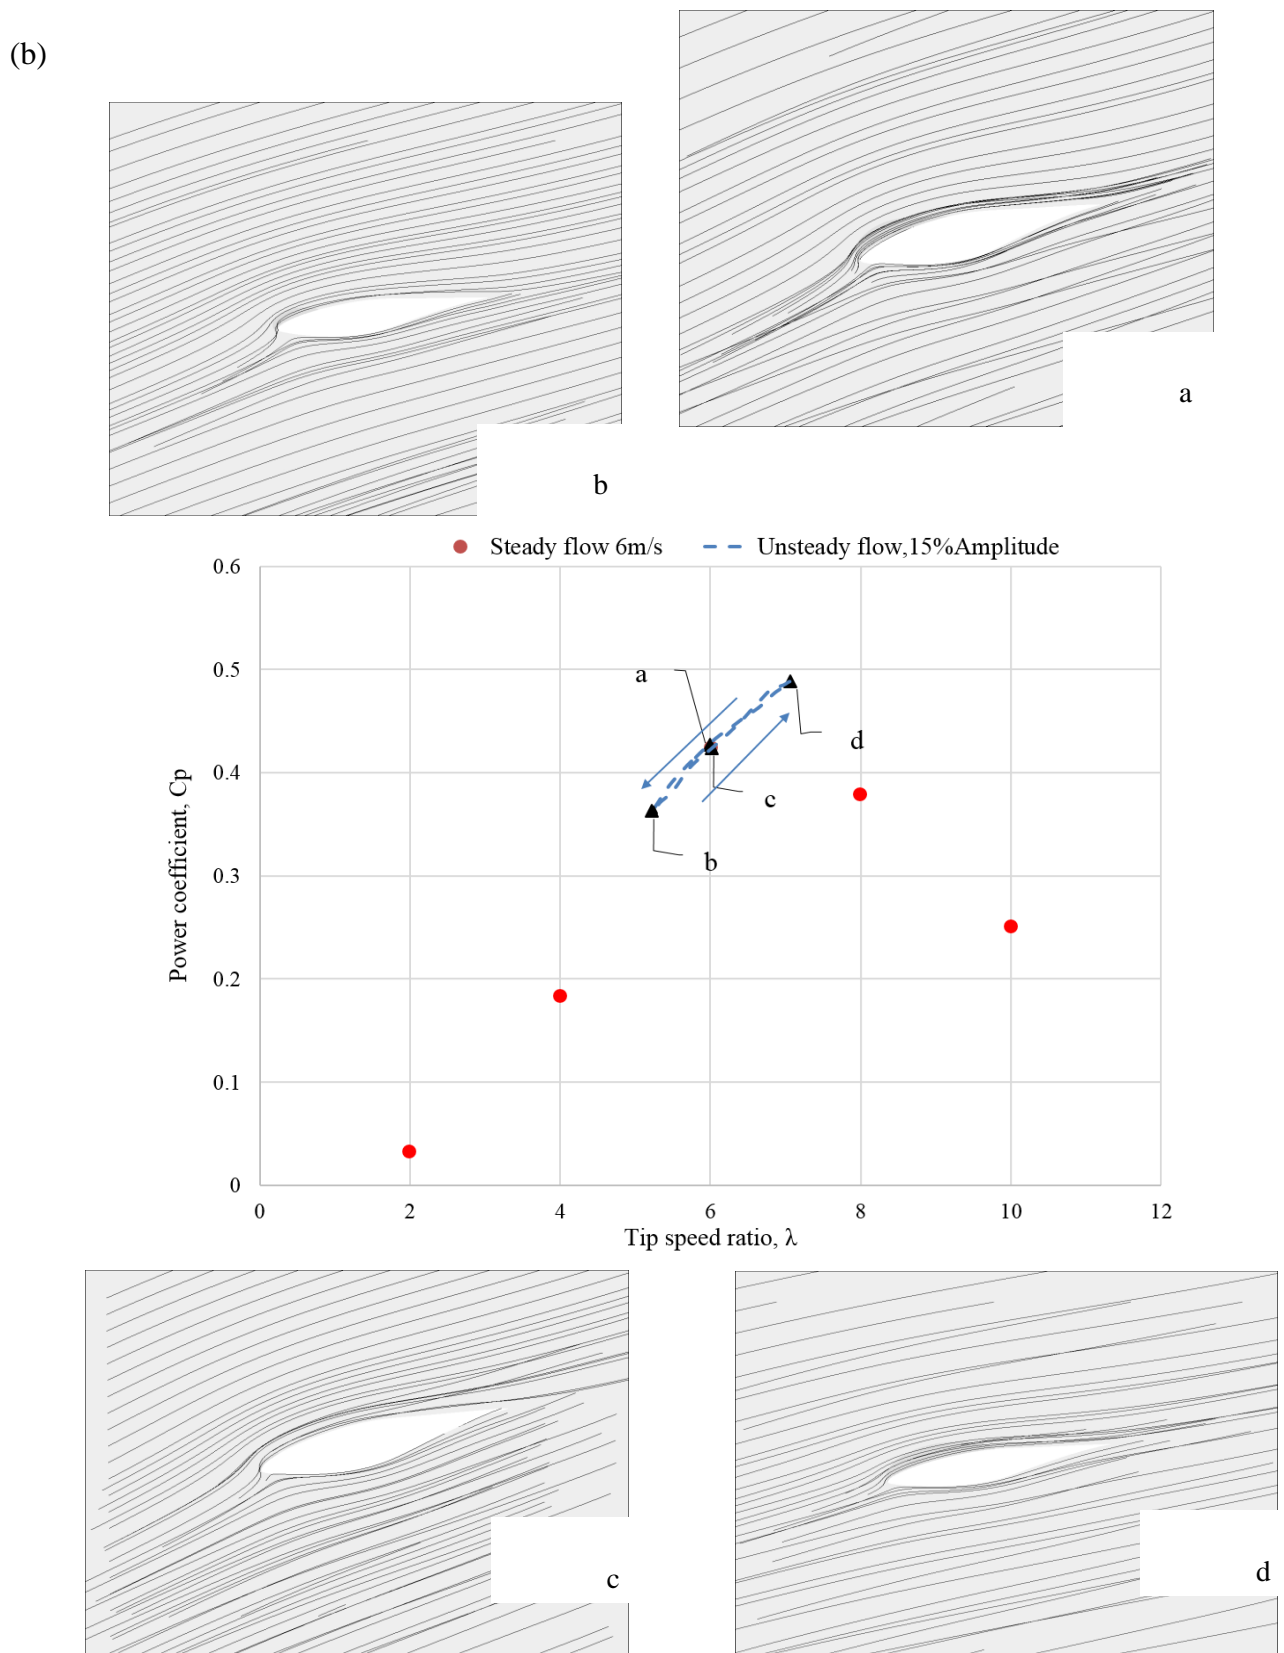 (b)
a
b
Steady flow 6m/s
Unsteady flow,15%Amplitude
0.6
0.5
0.4
0.3
0.2
0.1
0
Power coefficient, Cp
a
d
c
b
0 2 4 6 8 10 12
Tip speed ratio, λ
c
d